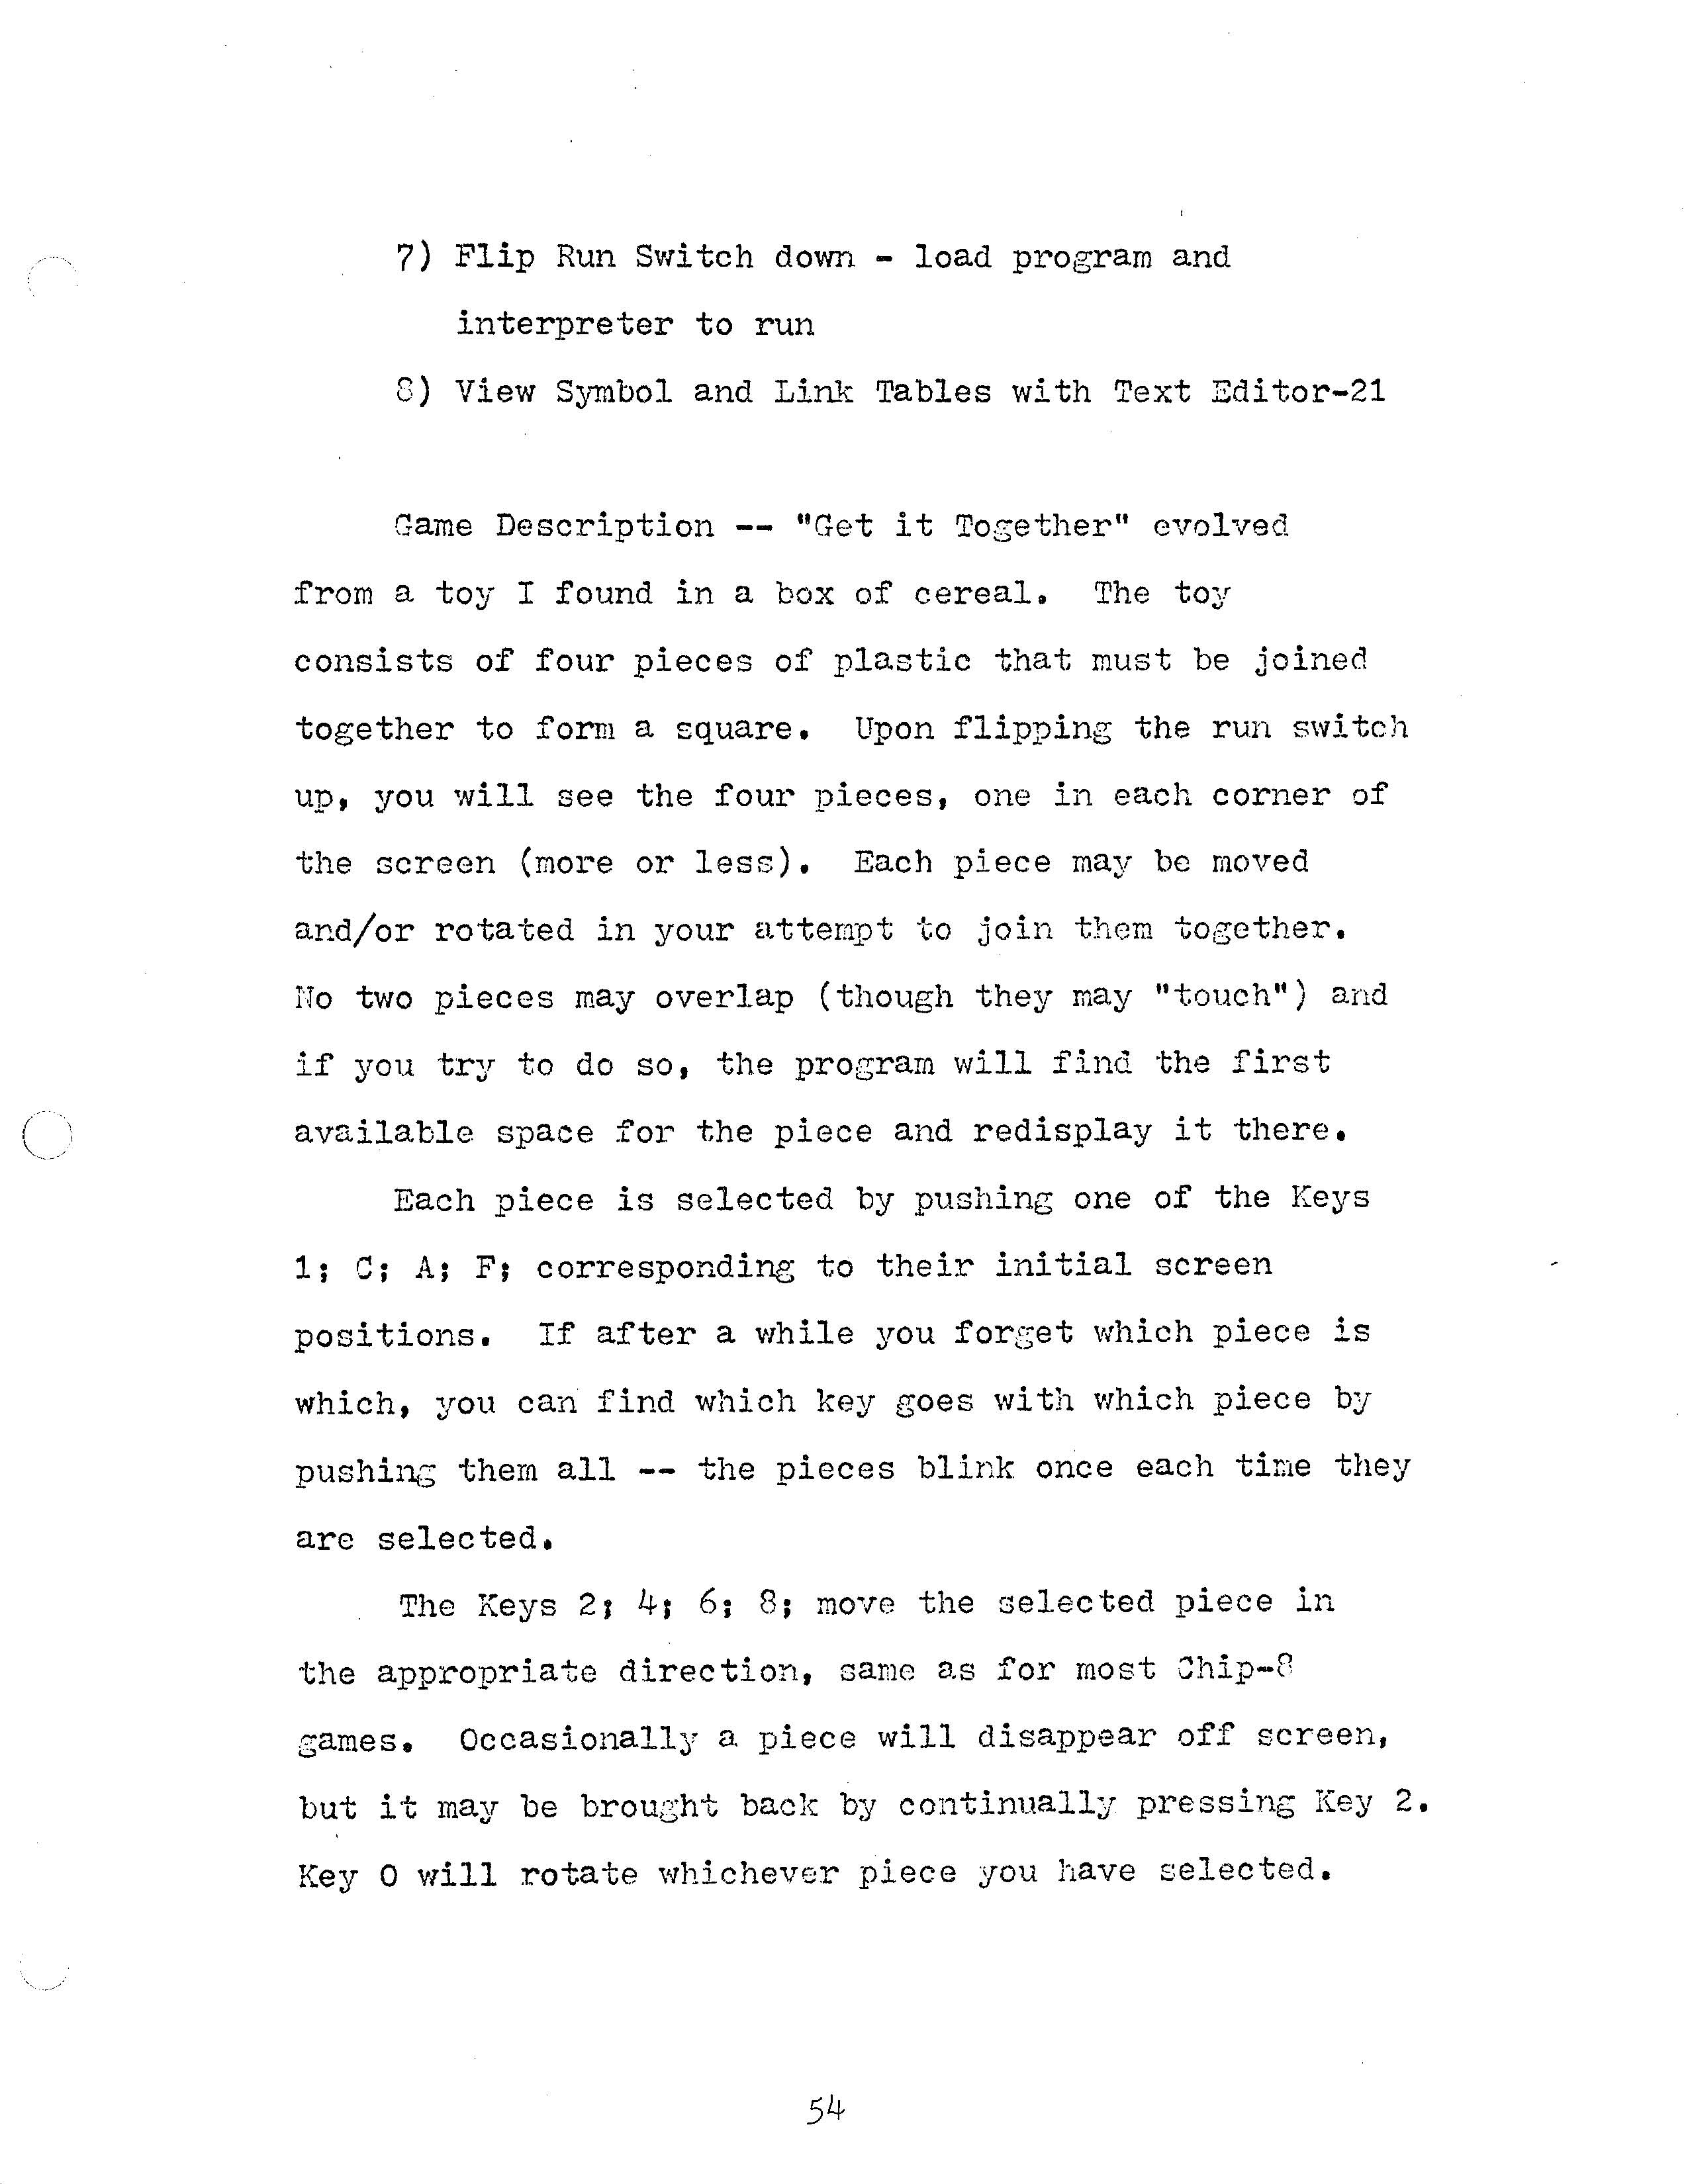 7) Flip Run Switch down - load program and
interpreter to run
8) View Symbol and Link Tables with Text Editor-21
Game Description -- "Get it Together" evolved
from a toy I found in a box of cereal. The toy
consists of four pieces of plastic that must be joined
together to form a square. Upon flipping the run switch
up, you will see the four pieces, one in each corner of
the screen (more or less). Each piece may be moved
and/or rotated in your attempt to join them together.
No two pieces may overlap (though they may "touch") and
if you try to do so, the program will find the first
available space for the piece and redisplay it there.
Each piece is selected by pushing one of the Keys
1; C; A; F; corresponding to their initial screen
positions. If after a while you forget which piece is
which, you can find which key goes with which piece by
pushing them all -- the pieces blink once each time they
are selected.
The Keys 2; 4; 6; 8; move the selected piece in
the appropriate direction, same as for most Chip-8
games. Occasionally a piece will disappear off screen,
but it may be brought back by continually pressing Key 2.
Key 0 will rotate whichever piece you have selected.
54